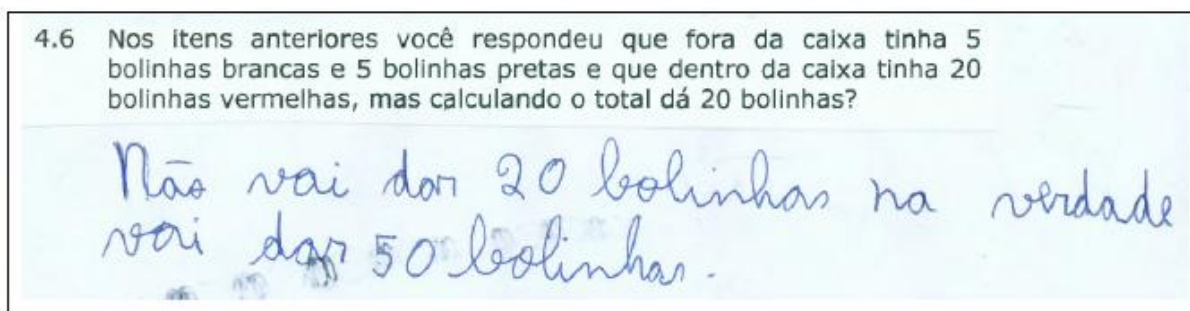 4.6 Nos itens anteriores você respondeu que fora da caixa tinha 5
bolinhas brancas e 5 bolinhas pretas e que dentro da caixa tinha 20
bolinhas vermelhas, mas calculando o total dá 20 bolinhas?
Não vai dar 20 bolinhas na verdade
vai dar 50 bolinhas.